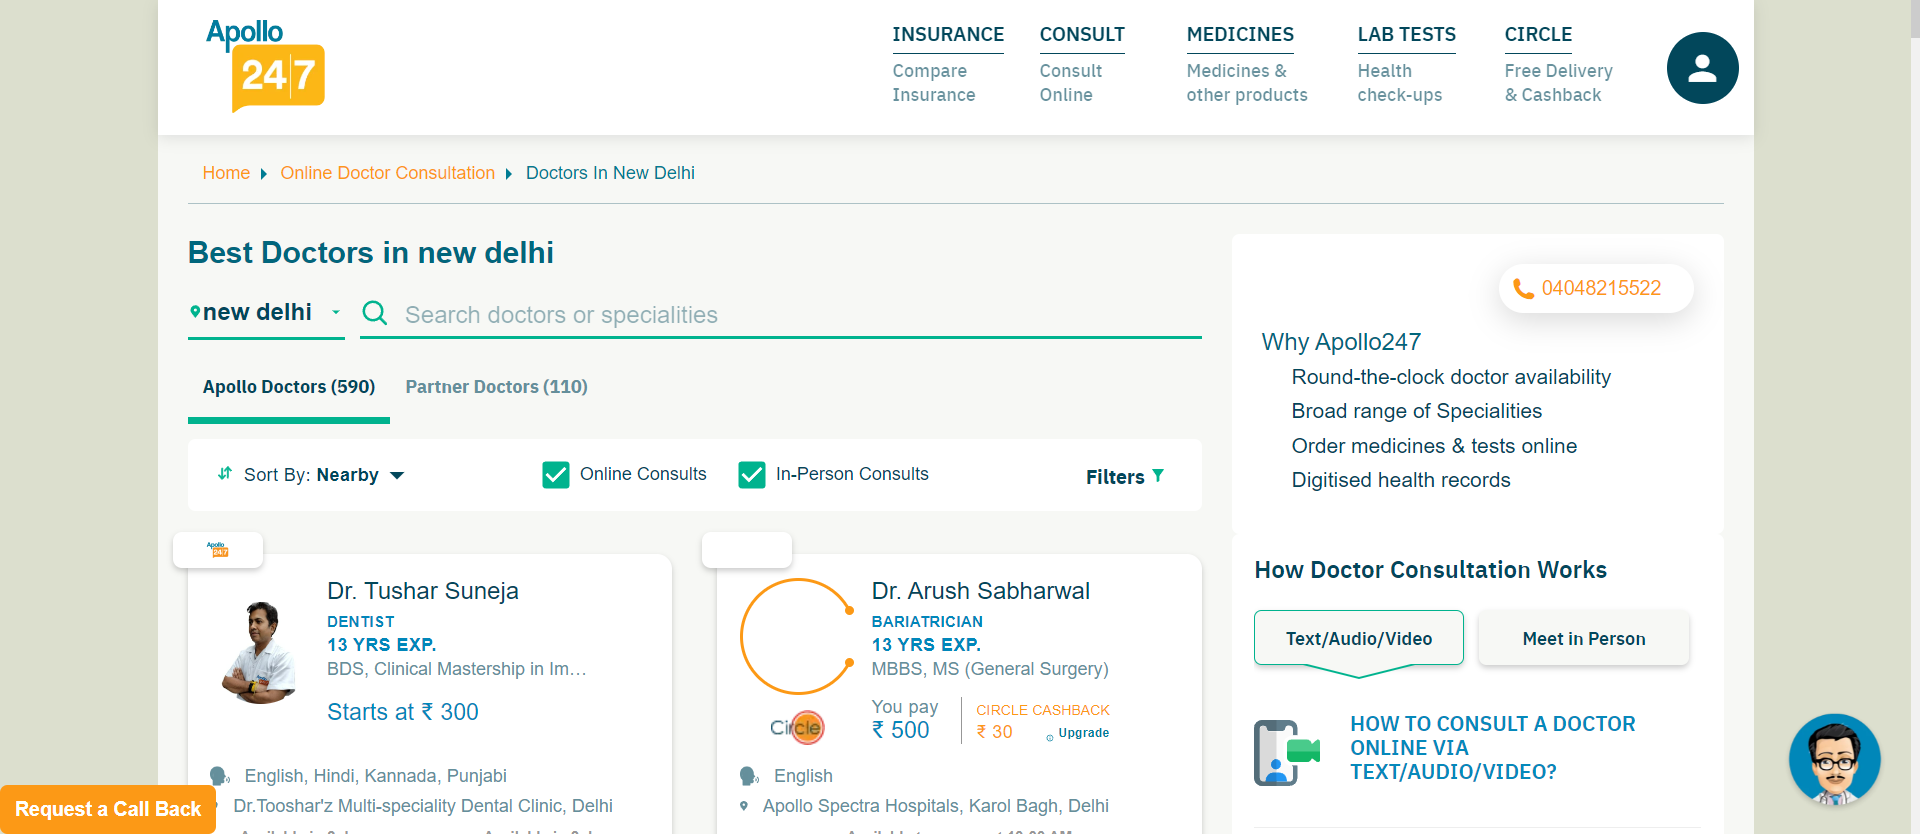 Apollo
24|7
INSURANCE
Compare
Insurance
CONSULT
Consult
Online
MEDICINES
Medicines &
other products
LAB TESTS
Health
check-ups
CIRCLE
Free Delivery
& Cashback
Home
Online Doctor Consultation
Doctors In New Delhi
Best Doctors in new delhi
new delhi
Search doctors or specialities
Apollo Doctors (590)
Partner Doctors (110)
Sort By: Nearby
Online Consults
In-Person Consults
Filters
Apollo
24|7
Dr. Tushar Suneja
DENTIST
13 YRS EXP.
BDS, Clinical Mastership in Im…
Starts at ₹ 300
English, Hindi, Kannada, Punjabi
Dr.Tooshar'z Multi-speciality Dental Clinic, Delhi
Dr. Arush Sabharwal
BARIATRICIAN
13 YRS EXP.
MBBS, MS (General Surgery)
Circle
You pay
₹ 500
CIRCLE CASHBACK
₹ 30
Upgrade
English
Apollo Spectra Hospitals, Karol Bagh, Delhi
04048215522
Why Apollo247
Round-the-clock doctor availability
Broad range of Specialities
Order medicines & tests online
Digitised health records
How Doctor Consultation Works
Text/Audio/Video
Meet in Person
HOW TO CONSULT A DOCTOR
ONLINE VIA
TEXT/AUDIO/VIDEO?
Request a Call Back